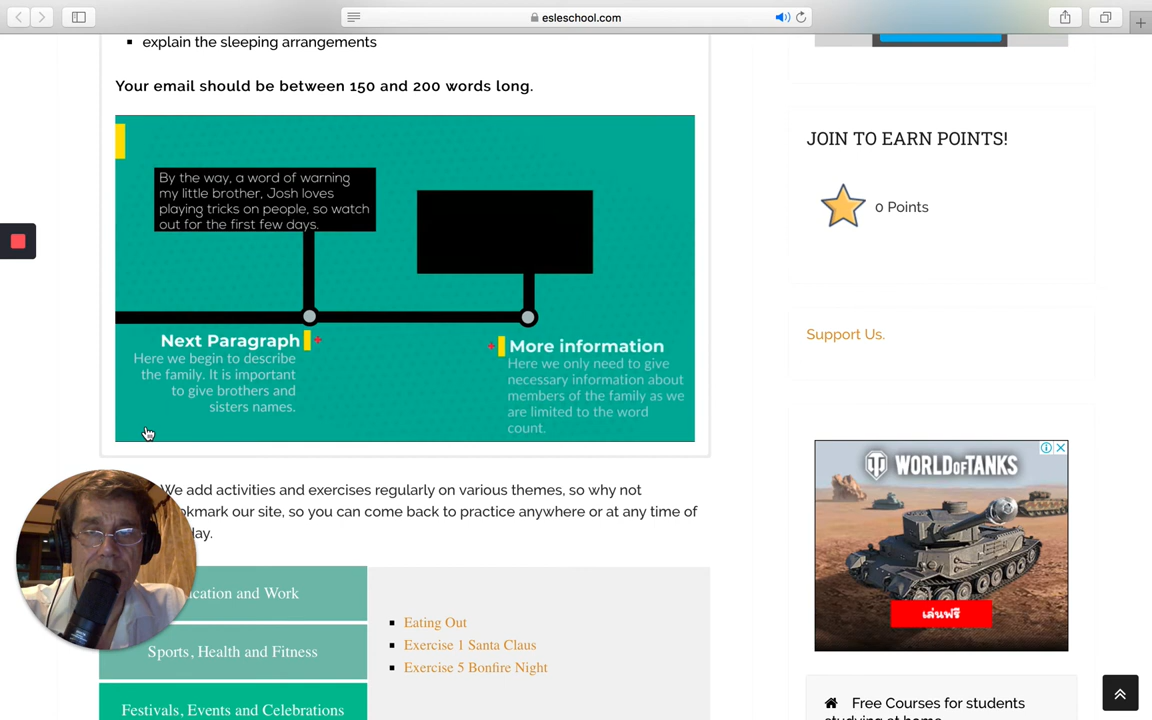 esleschool.com
explain the sleeping arrangements
Your email should be between 150 and 200 words long.
By the way, a word of warning
my little brother, Josh loves
playing tricks on people, so watch
out for the first few days.
Next Paragraph
Here we begin to describe
the family. It is important
to give brothers and
sisters names.
More information
Here we only need to give
necessary information about
members of the family as we
are limited to the word
count.
We add activities and exercises regularly on various themes, so why not
okmark our site, so you can come back to practice anywhere or at any time of
lay.
ication and Work
Sports, Health and Fitness
Festivals, Events and Celebrations
Eating Out
Exercise 1 Santa Claus
Exercise 5 Bonfire Night
JOIN TO EARN POINTS!
0 Points
Support Us.
WORLD OF TANKS
เล่นฟรี
Free Courses for students
studying at home